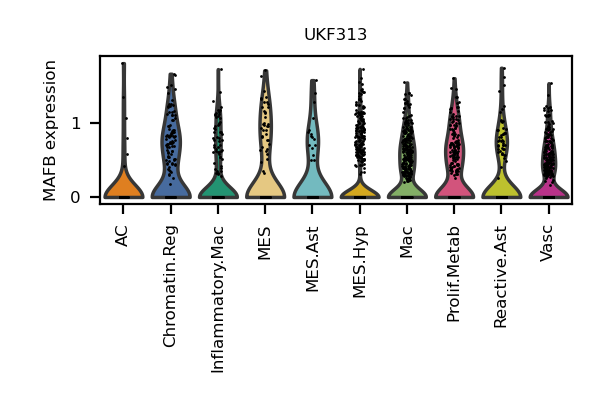 UKF313
MAFB expression
1
0
AC
Chromatin.Reg
Inflammatory.Mac
MES
MES.Ast
MES.Hyp
Mac
Prolif.Metab
Reactive.Ast
Vasc